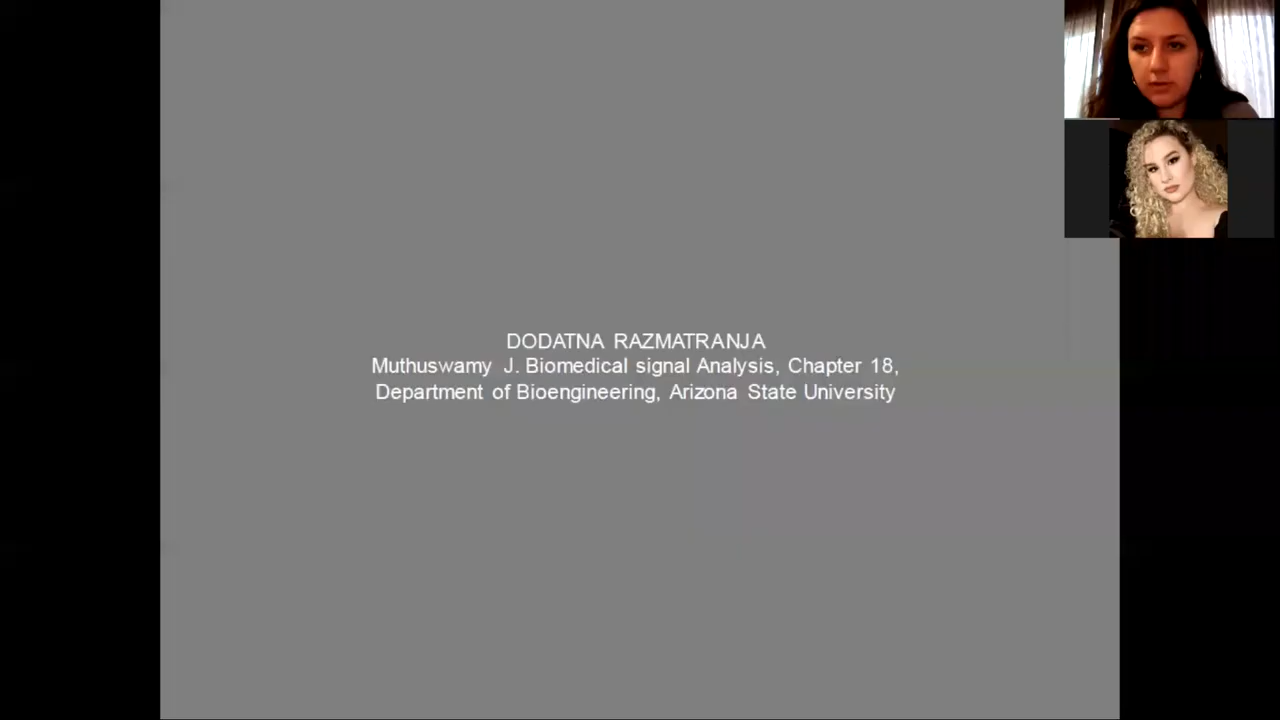 DODATNA RAZMATRANJA
Muthuswamy J. Biomedical signal Analysis, Chapter 18,
Department of Bioengineering, Arizona State University